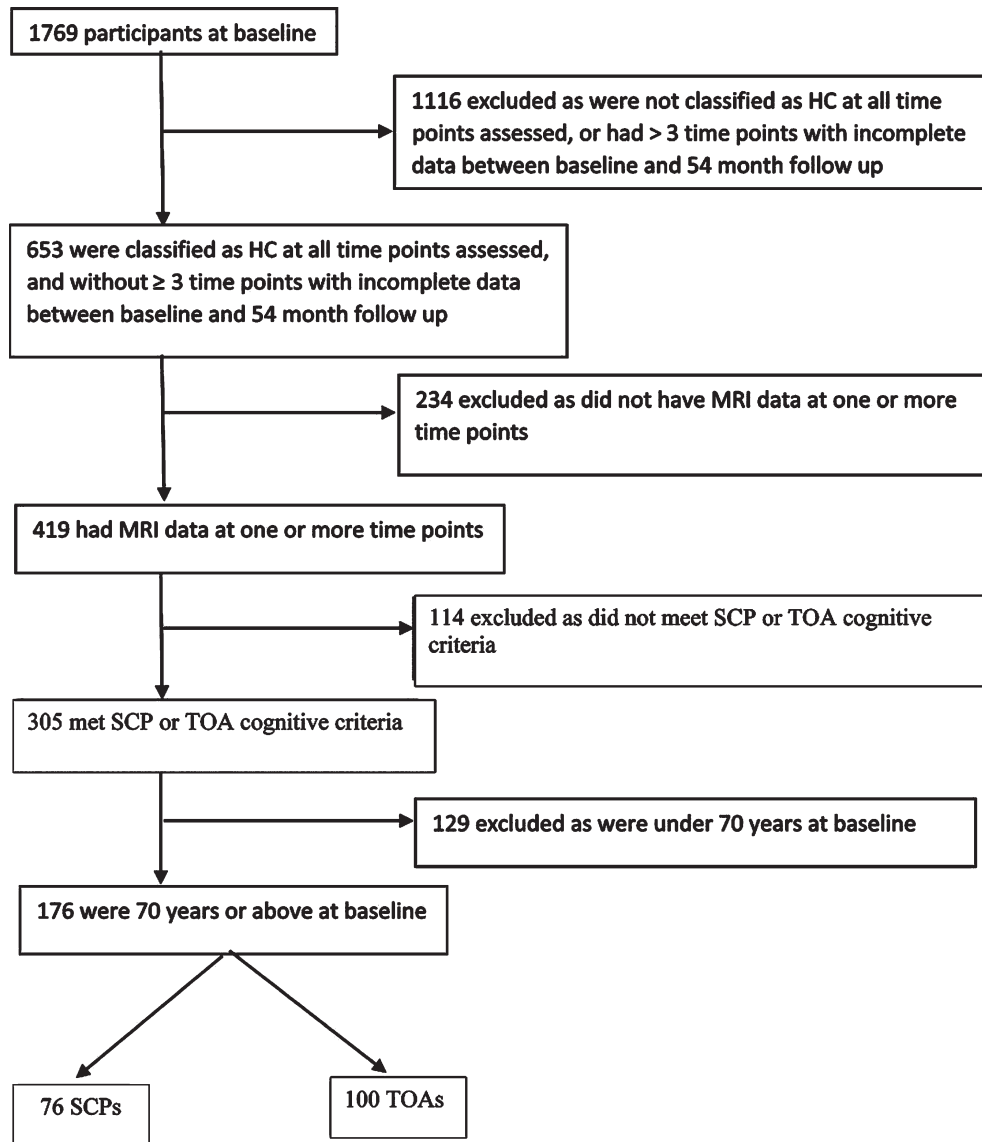 1769 participants at baseline
1116 excluded as were not classified as HC at all time
points assessed, or had > 3 time points with incomplete
data between baseline and 54 month follow up
653 were classified as HC at all time points assessed,
and without ≥ 3 time points with incomplete data
between baseline and 54 month follow up
234 excluded as did not have MRI data at one or more
time points
419 had MRI data at one or more time points
114 excluded as did not meet SCP or TOA cognitive
criteria
305 met SCP or TOA cognitive criteria
129 excluded as were under 70 years at baseline
176 were 70 years or above at baseline
76 SCPs
100 TOAs